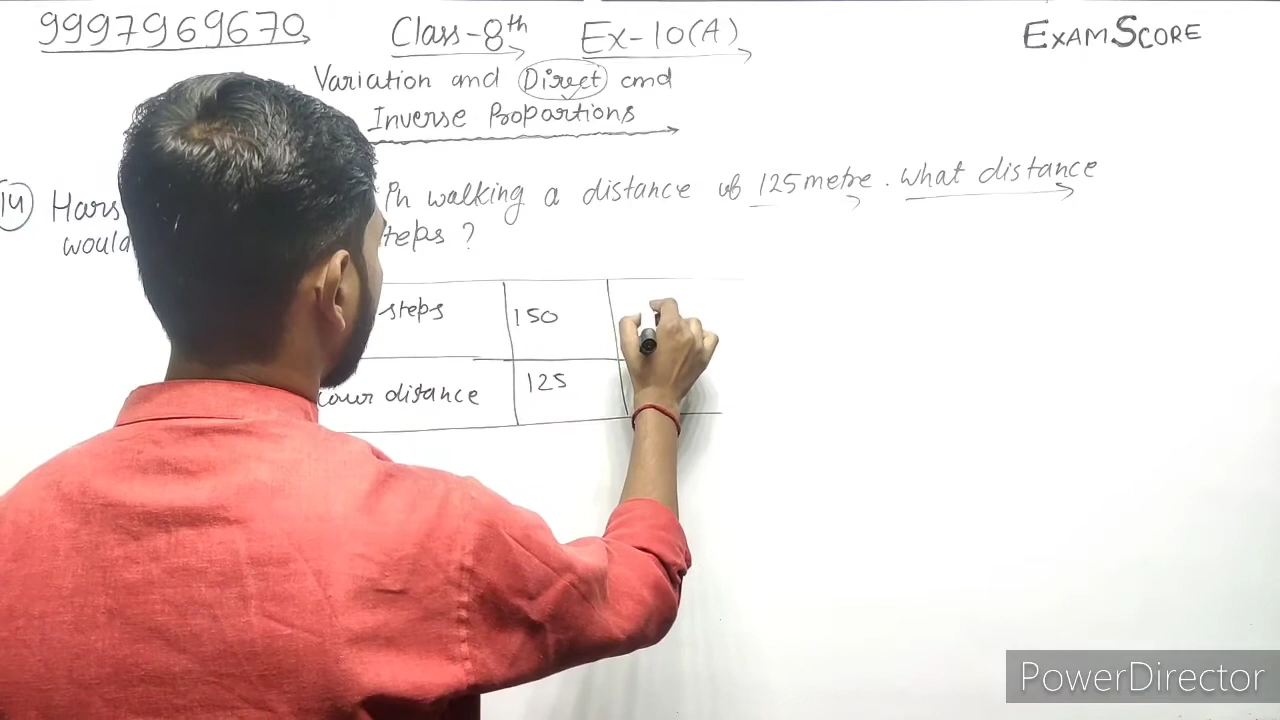 9997969670 Class-8th Ex-10(A) ExamScore
Variation and Direct and
Inverse Proportions
14 Hars in walking a distance of 125 metre. what distance
would steps ?
steps 150
cover distance 125
PowerDirector